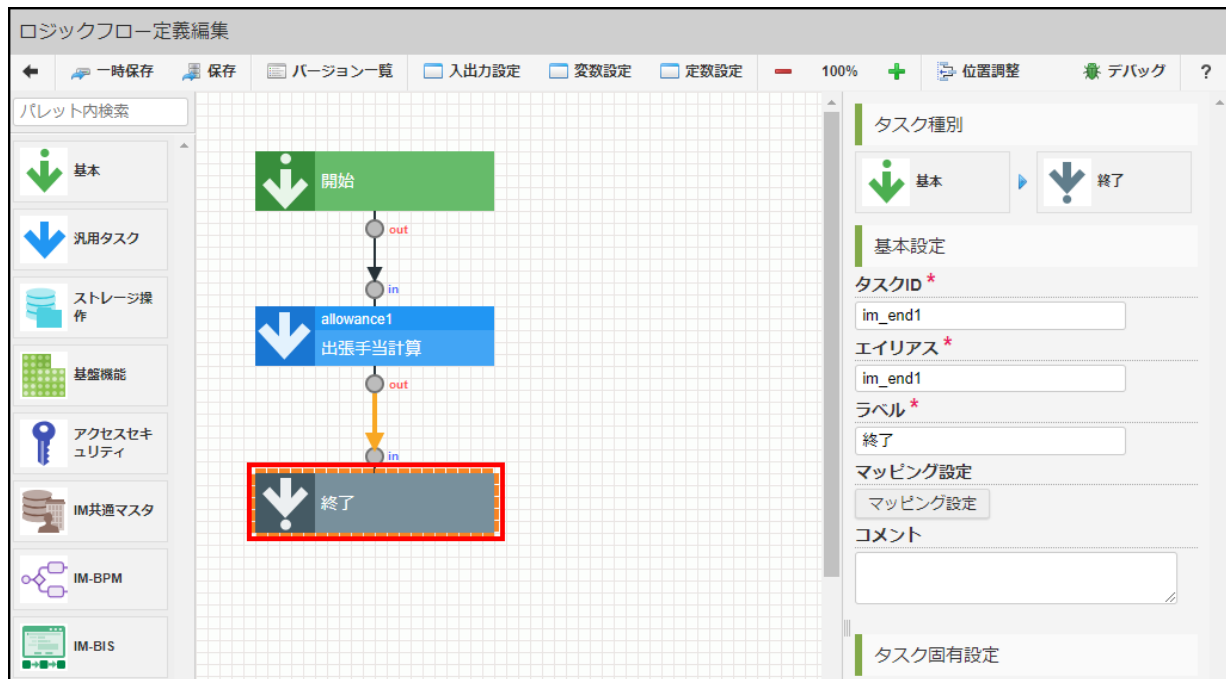 ロジックフロー定義編集
一時保存 保存 バージョン一覧 入出力設定 変数設定 定数設定 100% 位置調整 デバッグ ?
パレット内検索
基本
汎用タスク
ストレージ操
作
基盤機能
アクセスセキ
ュリティ
IM共通マスタ
IM-BPM
IM-BIS
開始
out
in
allowance1
出張手当計算
out
in
終了
タスク種別
基本 終了
基本設定
タスクID *
im_end1
エイリアス *
im_end1
ラベル *
終了
マッピング設定
マッピング設定
コメント
タスク固有設定